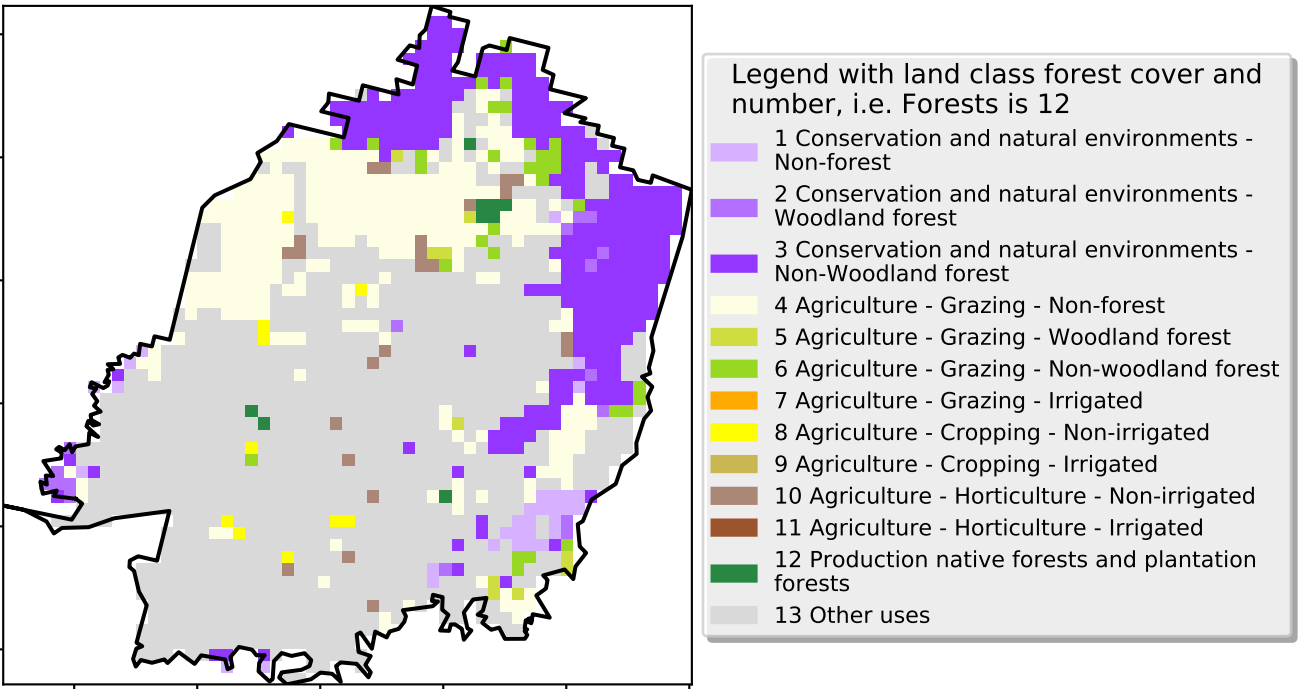 Legend with land class forest cover and
number, i.e. Forests is 12
1 Conservation and natural environments -
Non-forest
2 Conservation and natural environments -
Woodland forest
3 Conservation and natural environments -
Non-Woodland forest
4 Agriculture - Grazing - Non-forest
5 Agriculture - Grazing - Woodland forest
6 Agriculture - Grazing - Non-woodland forest
7 Agriculture - Grazing - Irrigated
8 Agriculture - Cropping - Non-irrigated
9 Agriculture - Cropping - Irrigated
10 Agriculture - Horticulture - Non-irrigated
11 Agriculture - Horticulture - Irrigated
12 Production native forests and plantation
forests
13 Other uses